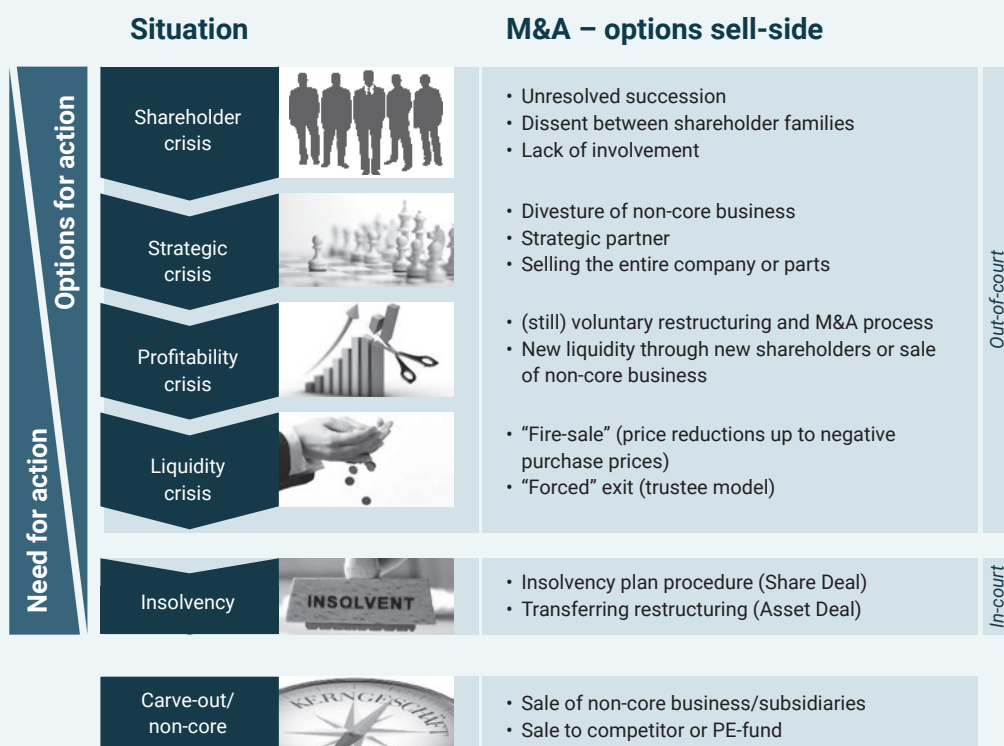 Situation
M&A – options sell-side
Options for action
Need for action
Shareholder
crisis
• Unresolved succession
• Dissent between shareholder families
• Lack of involvement
Strategic
crisis
• Divesture of non-core business
• Strategic partner
• Selling the entire company or parts
Profitability
crisis
• (still) voluntary restructuring and M&A process
• New liquidity through new shareholders or sale
of non-core business
Liquidity
crisis
• “Fire-sale” (price reductions up to negative
purchase prices)
• “Forced” exit (trustee model)
Out-of-court
Insolvency
INSOLVENT
• Insolvency plan procedure (Share Deal)
• Transferring restructuring (Asset Deal)
In-court
Carve-out/
non-core
KERNGESCHÄFT
• Sale of non-core business/subsidiaries
• Sale to competitor or PE-fund